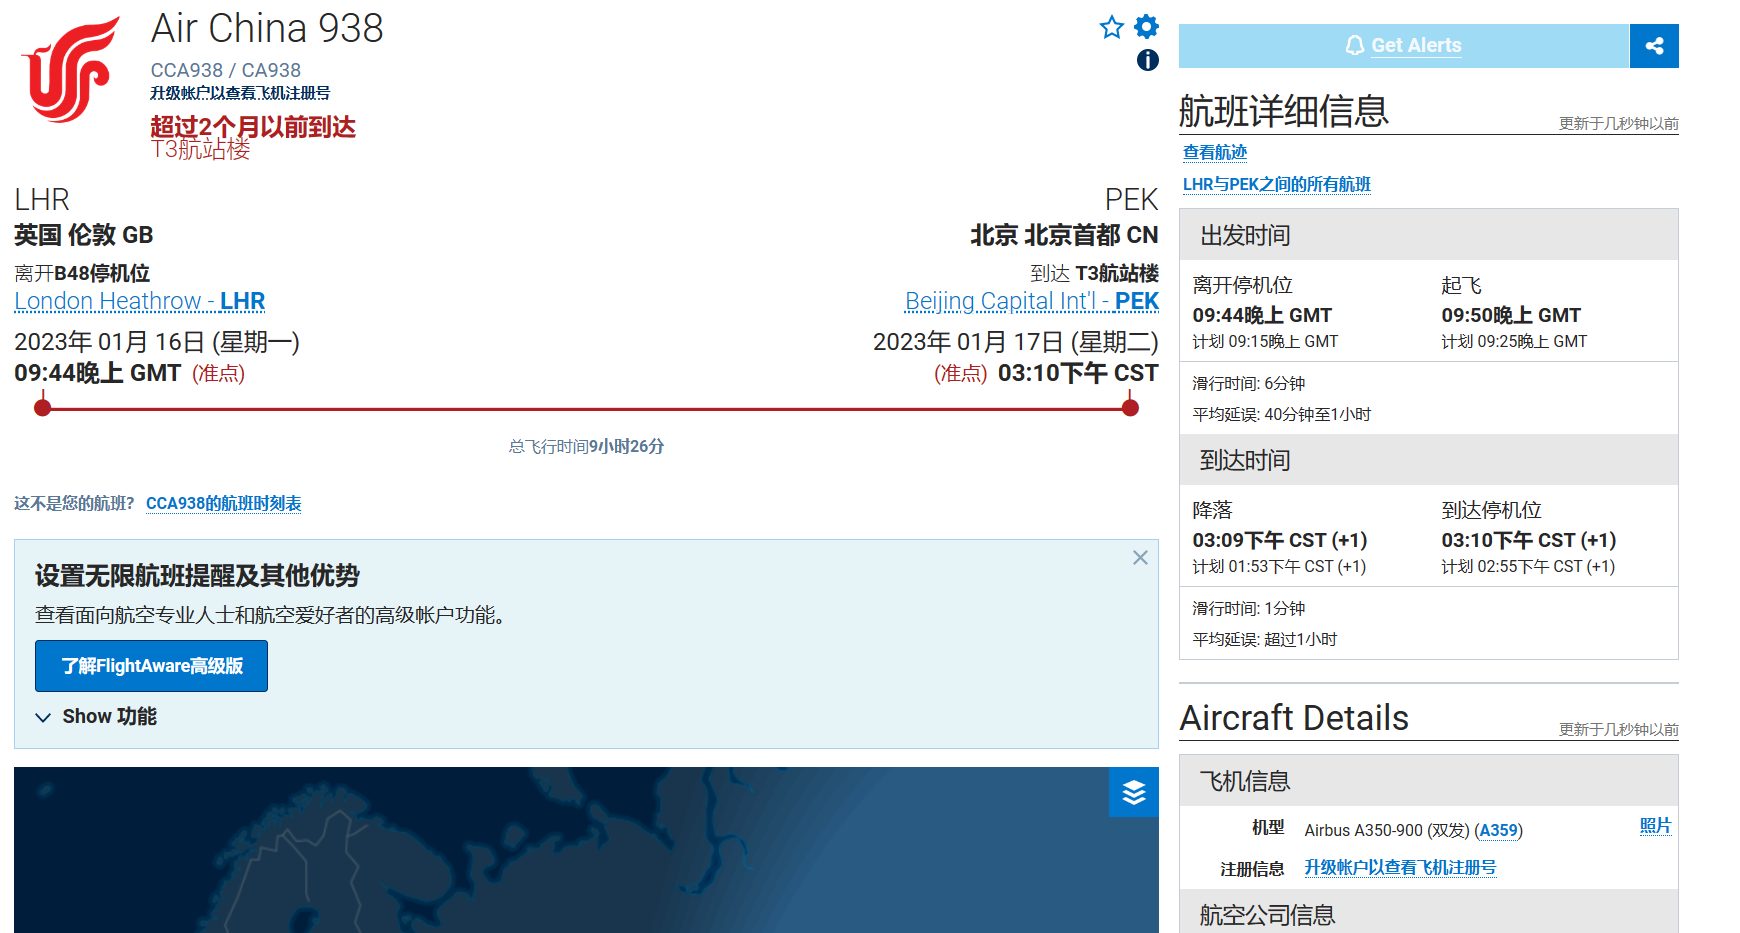 Air China 938
CCA938 / CA938
升级帐户以查看飞机注册号
超过2个月以前到达
T3航站楼
LHR
英国 伦敦 GB
离开B48停机位
London Heathrow - LHR
2023年 01月 16日 (星期一)
09:44晚上 GMT (准点)
PEK
北京 北京首都 CN
到达 T3航站楼
Beijing Capital Int'l - PEK
2023年 01月 17日 (星期二)
(准点) 03:10下午 CST
总飞行时间9小时26分
这不是您的航班? CCA938的航班时刻表
设置无限航班提醒及其他优势
查看面向航空专业人士和航空爱好者的高级帐户功能。
了解FlightAware高级版
Show 功能
Get Alerts
航班详细信息
更新于几秒钟以前
查看航迹
LHR与PEK之间的所有航班
出发时间
离开停机位 起飞
09:44晚上 GMT 09:50晚上 GMT
计划 09:15晚上 GMT 计划 09:25晚上 GMT
滑行时间: 6分钟
平均延误: 40分钟至1小时
到达时间
降落 到达停机位
03:09下午 CST (+1) 03:10下午 CST (+1)
计划 01:53下午 CST (+1) 计划 02:55下午 CST (+1)
滑行时间: 1分钟
平均延误: 超过1小时
Aircraft Details
更新于几秒钟以前
飞机信息
机型 Airbus A350-900 (双发) (A359) 照片
注册信息 升级帐户以查看飞机注册号
航空公司信息